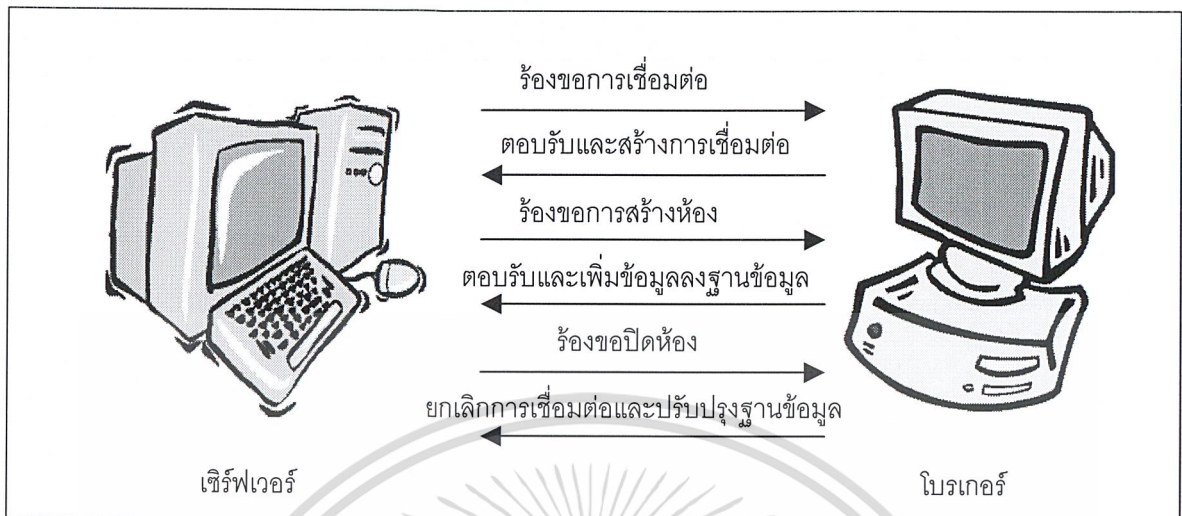 ร้องขอการเชื่อมต่อ
ตอบรับและสร้างการเชื่อมต่อ
ร้องขอการสร้างห้อง
ตอบรับและเพิ่มข้อมูลลงฐานข้อมูล
ร้องขอปิดห้อง
ยกเลิกการเชื่อมต่อและปรับปรุงฐานข้อมูล
เซิร์ฟเวอร์
โบรเกอร์